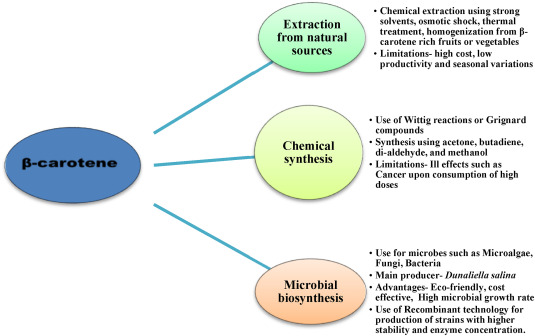 β-carotene
Extraction
from natural
sources
• Chemical extraction using strong
solvents, osmotic shock, thermal
treatment, homogenization from β-
carotene rich fruits or vegetables
• Limitations- high cost, low
productivity and seasonal variations
Chemical
synthesis
• Use of Wittig reactions or Grignard
compounds
• Synthesis using acetone, butadiene,
di-aldehyde, and methanol
• Limitations- Ill effects such as
Cancer upon consumption of high
doses
Microbial
biosynthesis
• Use for microbes such as Microalgae,
Fungi, Bacteria
• Main producer- Dunaliella salina
• Advantages- Eco-friendly, cost
effective, High microbial growth rate
• Use of Recombinant technology for
production of strains with higher
stability and enzyme concentration.